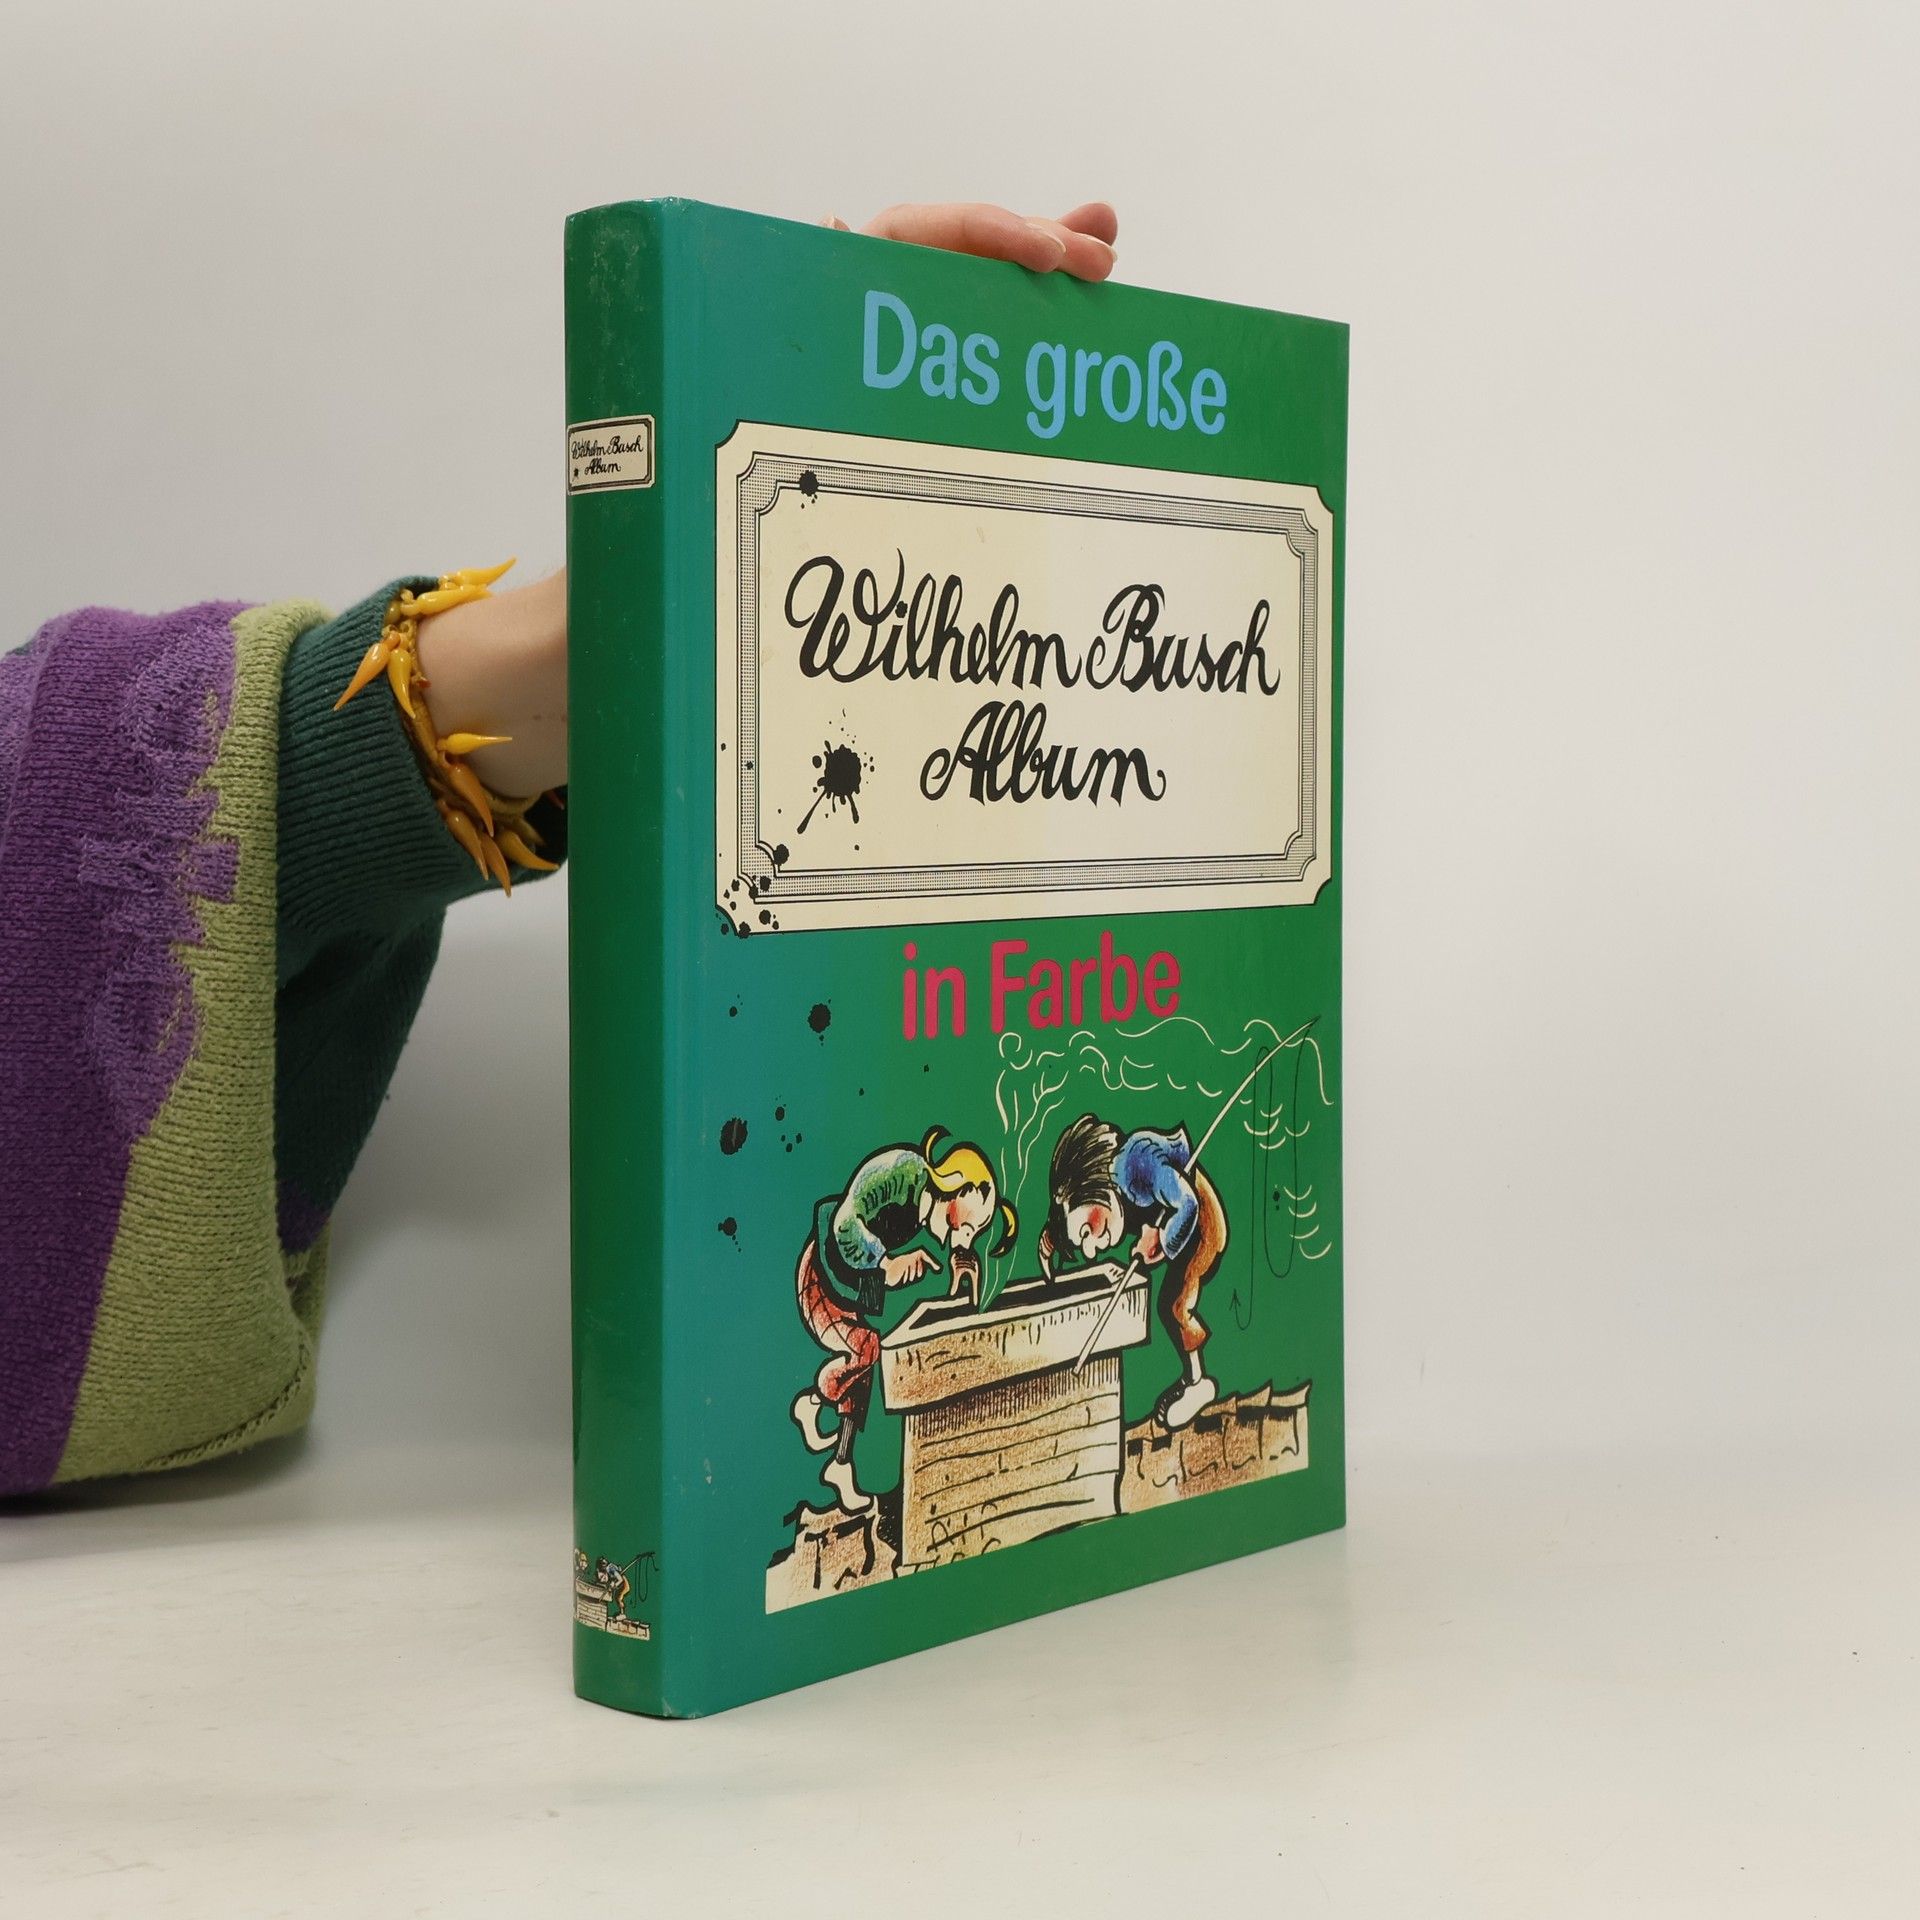 Das große
Wilhelm Busch
Album
in Farbe
Wilhelm Busch
Album